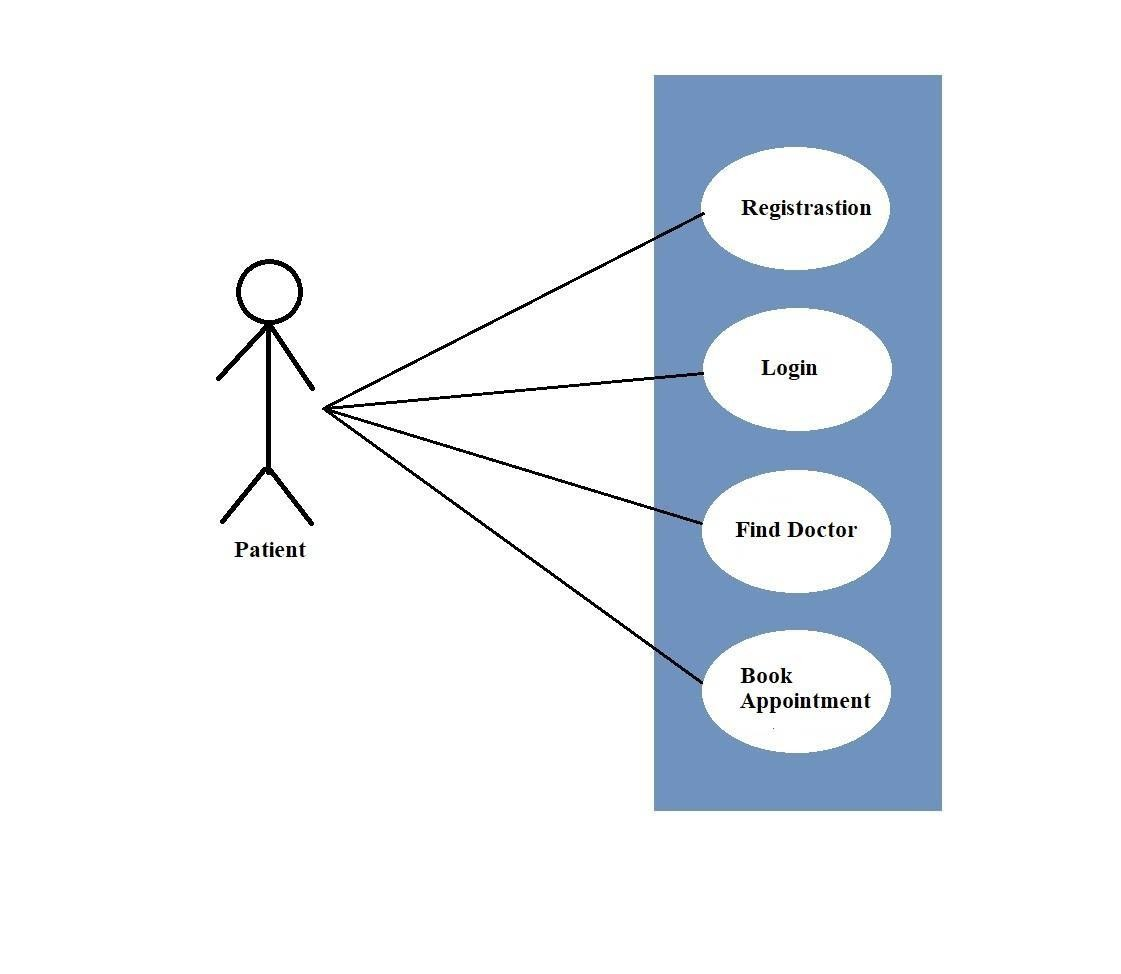 Registrastion
Login
Find Doctor
Book
Appointment
Patient